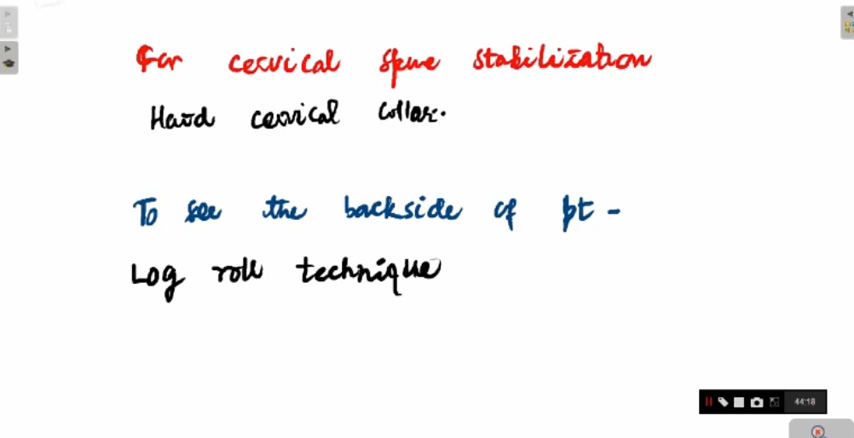 For cervical spine stabilization
Hard cervical collar.
To see the backside of pt -
Log roll technique
44:18